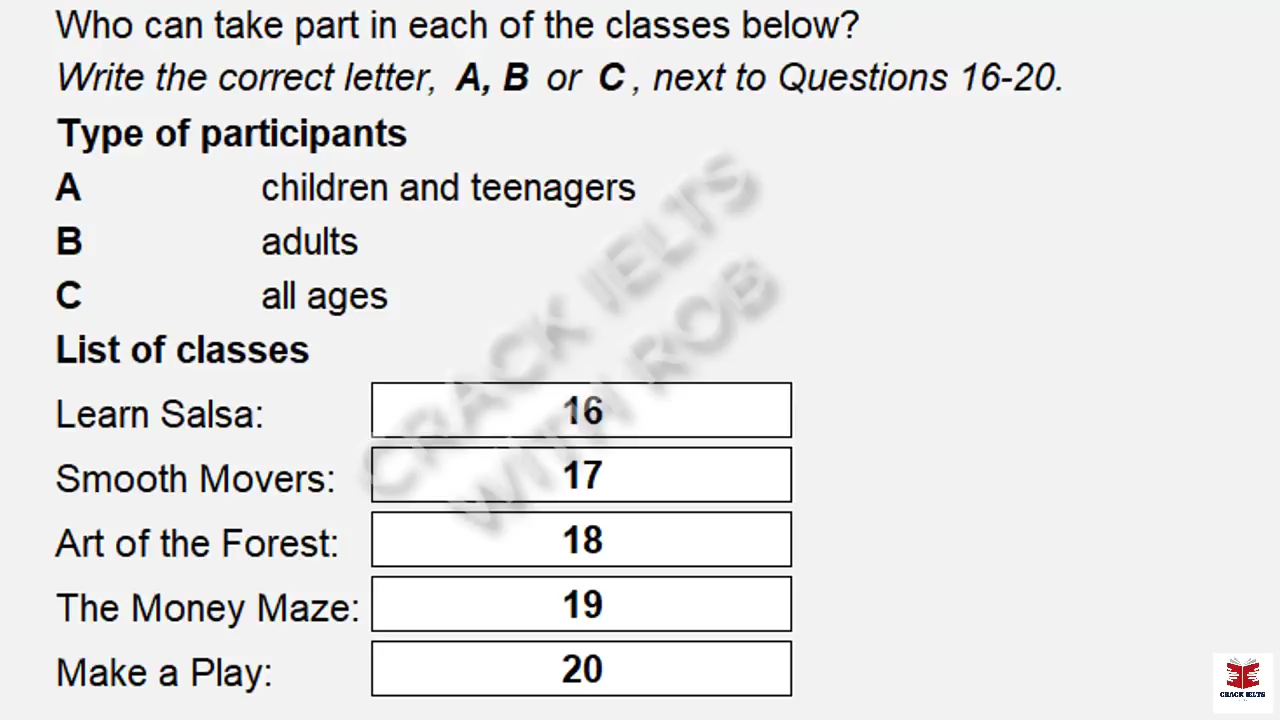 Who can take part in each of the classes below?
Write the correct letter, A, B or C , next to Questions 16-20.
Type of participants
A children and teenagers
B adults
C all ages
List of classes
Learn Salsa: 16
Smooth Movers: 17
Art of the Forest: 18
The Money Maze: 19
Make a Play: 20
CRACK IELTS
WITH ROB
CRACK IELTS